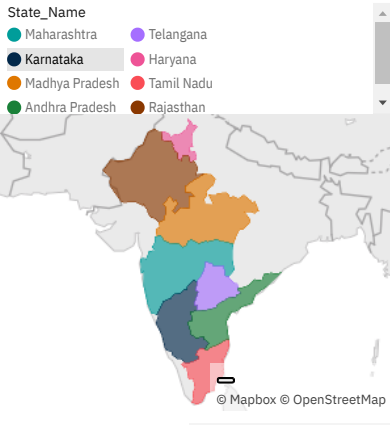 State_Name
Maharashtra Telangana
Karnataka Haryana
Madhya Pradesh Tamil Nadu
Andhra Pradesh Rajasthan
© Mapbox © OpenStreetMap